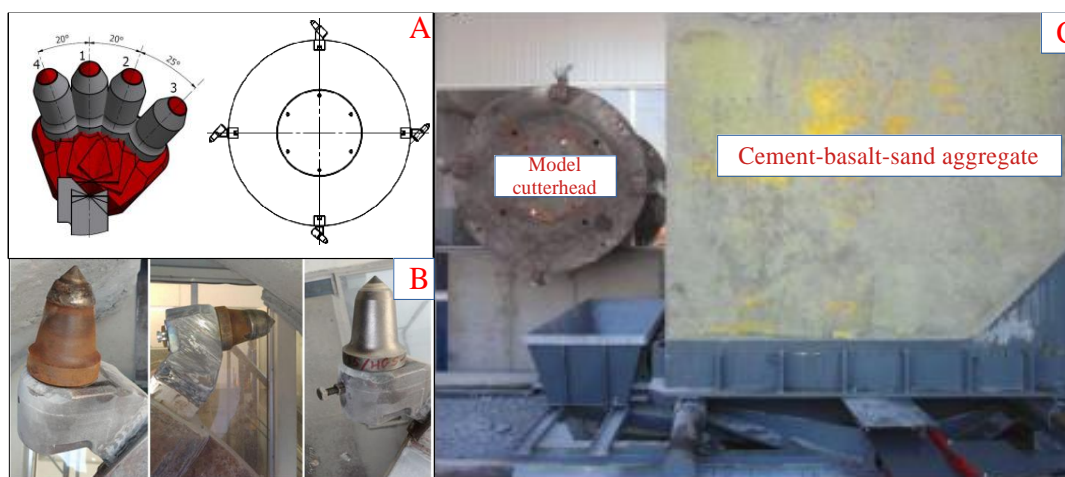 A
20° 20° 25°
4 1 2 3
B
C
Model
cutterhead
Cement-basalt-sand aggregate